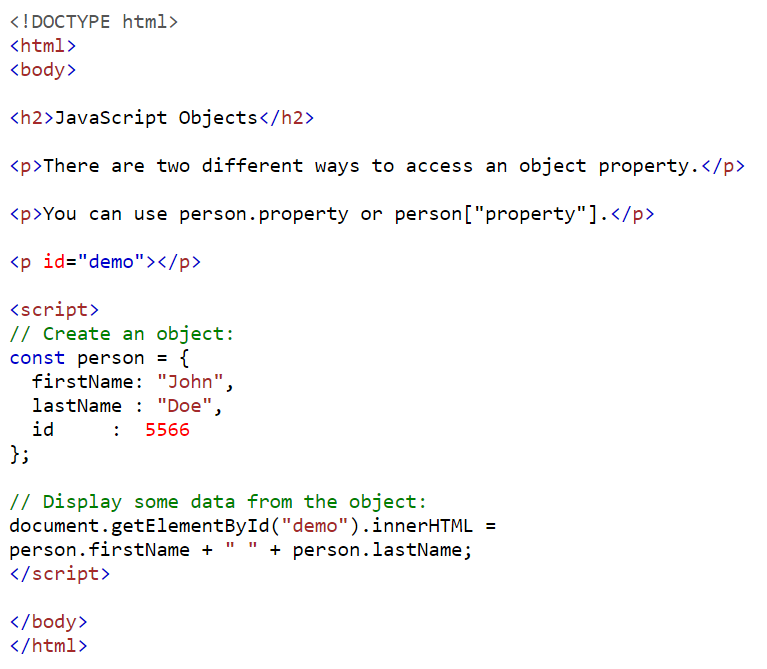 <!DOCTYPE html>
<html>
<body>

<h2>JavaScript Objects</h2>

<p>There are two different ways to access an object property.</p>

<p>You can use person.property or person["property"].</p>

<p id="demo"></p>

<script>
// Create an object:
const person = {
  firstName: "John",
  lastName : "Doe",
  id     :  5566
};

// Display some data from the object:
document.getElementById("demo").innerHTML =
person.firstName + " " + person.lastName;
</script>

</body>
</html>